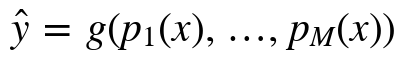 ŷ = g(p₁(x), …, p_M(x))